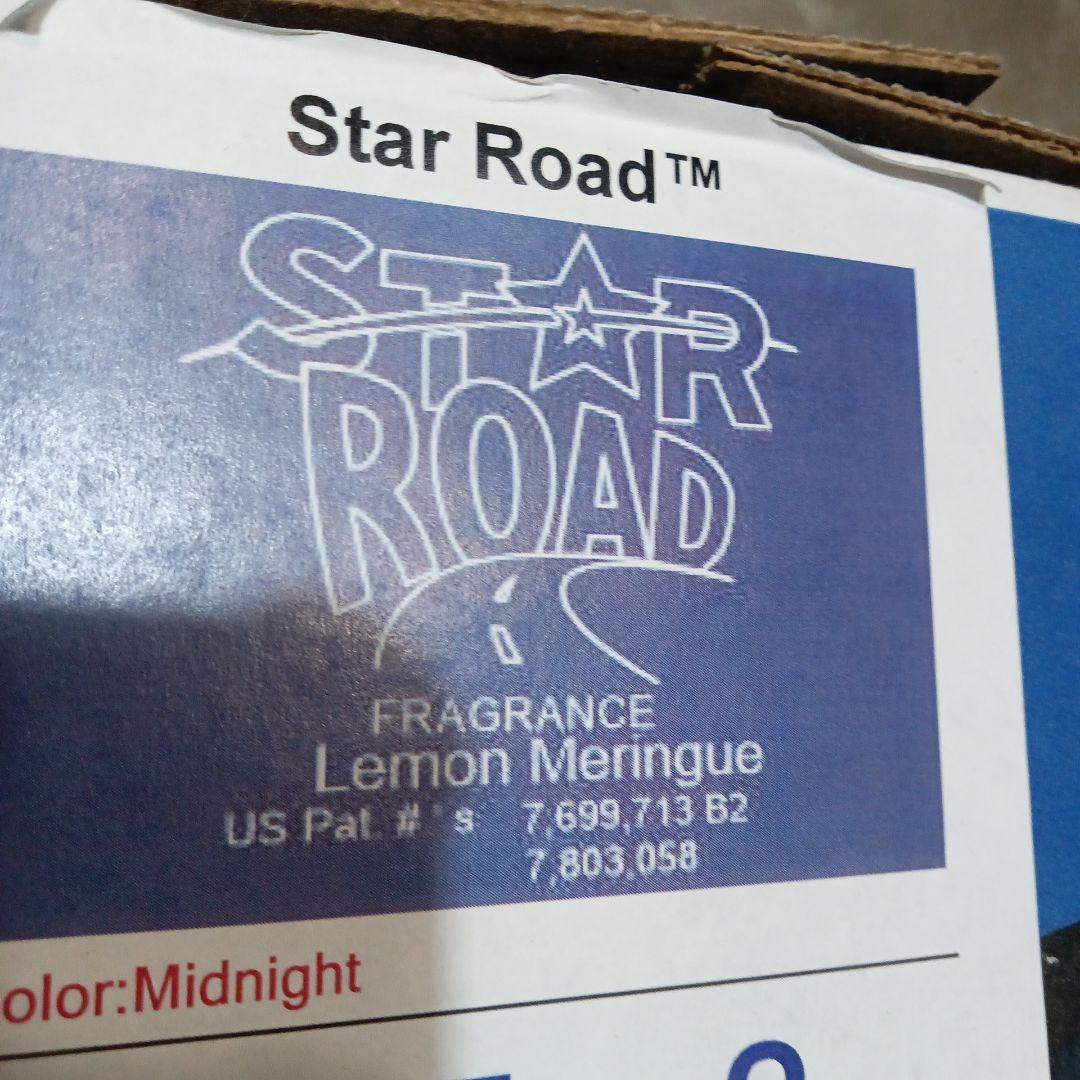 Star Road™
STAR
ROAD
FRAGRANCE
Lemon Meringue
US Pat. # ' s 7,699,713 B2
7,803,058
olor:Midnight